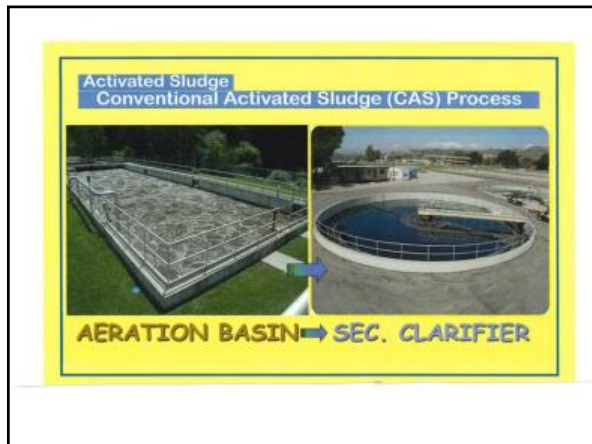 Activated Sludge
Conventional Activated Sludge (CAS) Process
AERATION BASIN
SEC. CLARIFIER